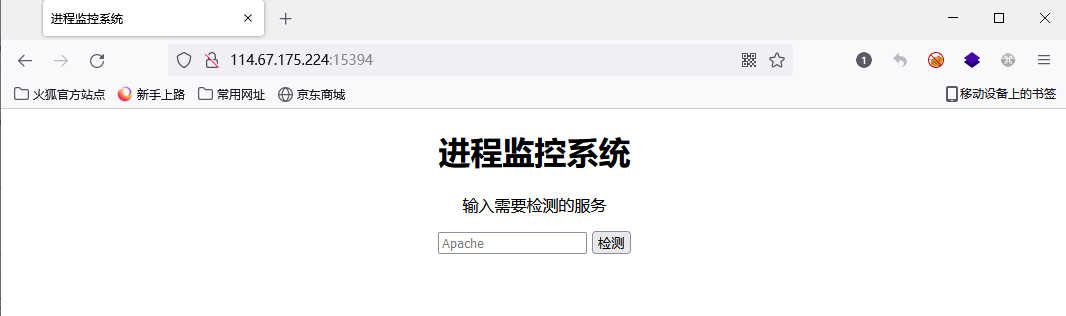 进程监控系统
114.67.175.224:15394
1
火狐官方站点 新手上路 常用网址 京东商城 移动设备上的书签
进程监控系统
输入需要检测的服务
Apache 检测